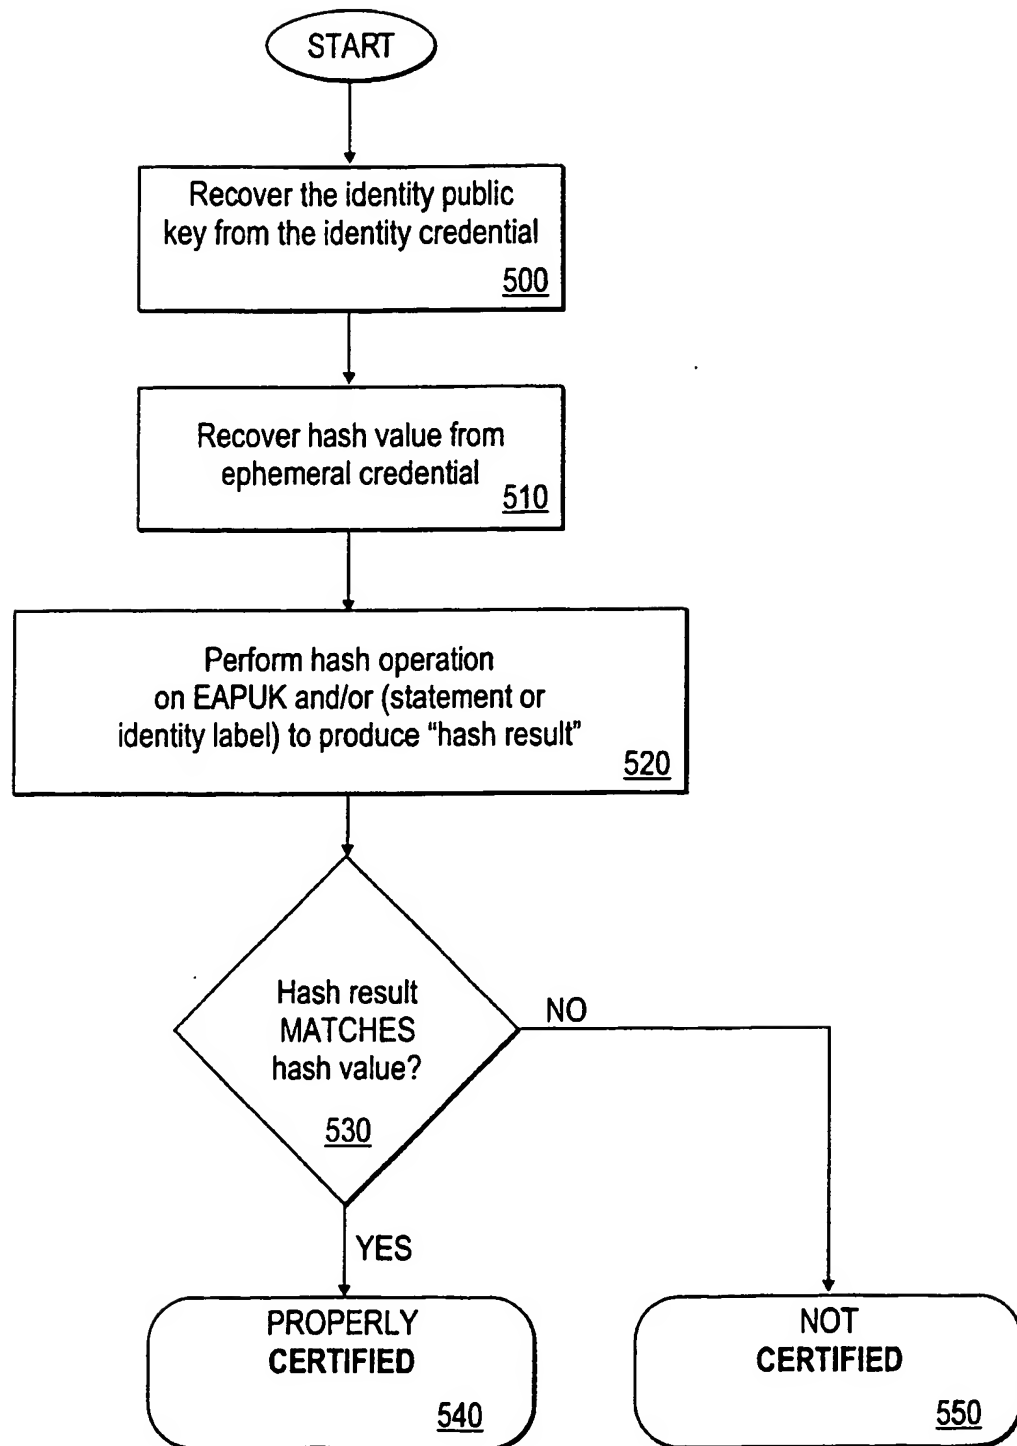 START
Recover the identity public
key from the identity credential
500
Recover hash value from
ephemeral credential
510
Perform hash operation
on EAPUK and/or (statement or
identity label) to produce “hash result”
520
Hash result
MATCHES
hash value?
530
NO
YES
PROPERLY
CERTIFIED
540
NOT
CERTIFIED
550